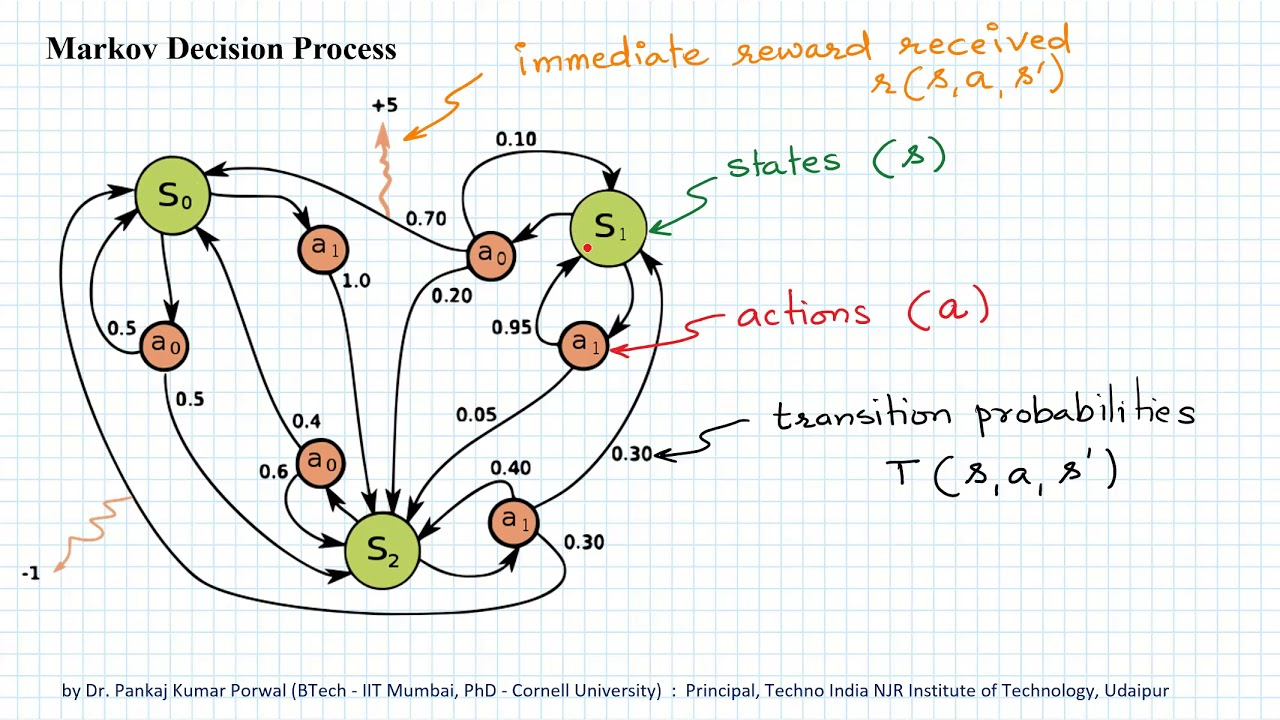 Markov Decision Process
immediate reward received
r(s, a, s')
+5
0.10
states (s)
S0
S1
0.70
a1
a0
1.0
0.20
actions (a)
0.5
a0
0.95
a1
0.5
0.05
transition probabilities
0.4
0.30
T(s, a, s')
0.6
a0
0.40
a1
0.30
S2
-1
by Dr. Pankaj Kumar Porwal (BTech - IIT Mumbai, PhD - Cornell University) : Principal, Techno India NJR Institute of Technology, Udaipur